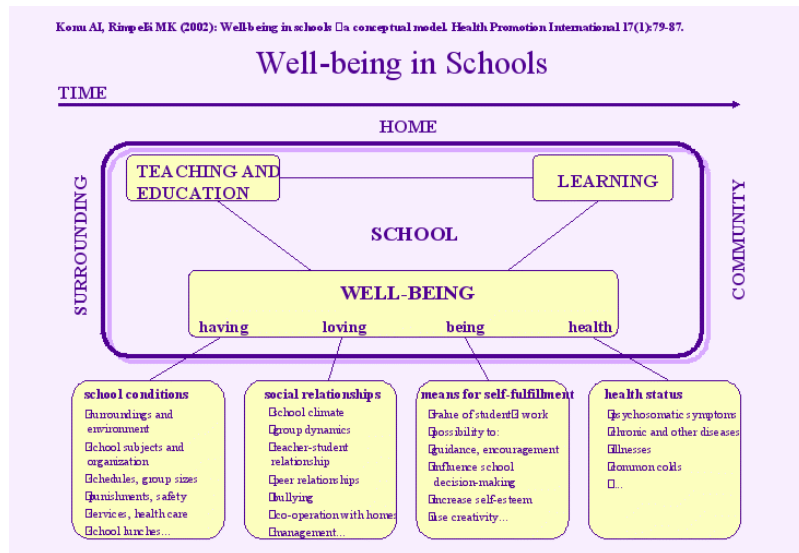 Konu AI, Rimpelä MK (2002): Well-being in schools □ a conceptual model. Health Promotion International 17(1):79-87.
Well-being in Schools
TIME
HOME
SURROUNDING
COMMUNITY
TEACHING AND
EDUCATION
LEARNING
SCHOOL
WELL-BEING
having loving being health
school conditions
surroundings and
environment
school subjects and
organization
schedules, group sizes
punishments, safety
services, health care
school lunches...
social relationships
school climate
group dynamics
teacher-student
relationship
peer relationships
bullying
co-operation with homes
management...
means for self-fulfillment
value of student□ work
possibility to:
guidance, encouragement
influence school
decision-making
increase self-esteem
use creativity...
health status
psychosomatic symptoms
chronic and other diseases
illnesses
common colds
...